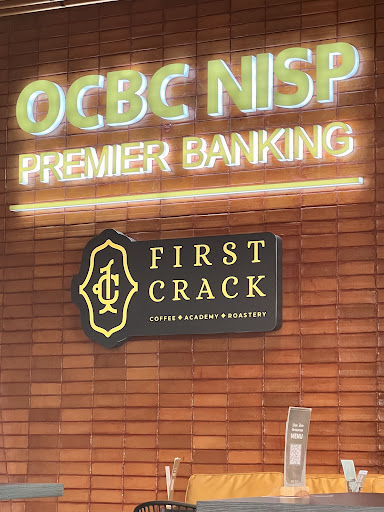 OCBC NISP
PREMIER BANKING
FIRST
CRACK
COFFEE ✦ ACADEMY ✦ ROASTERY
MENU